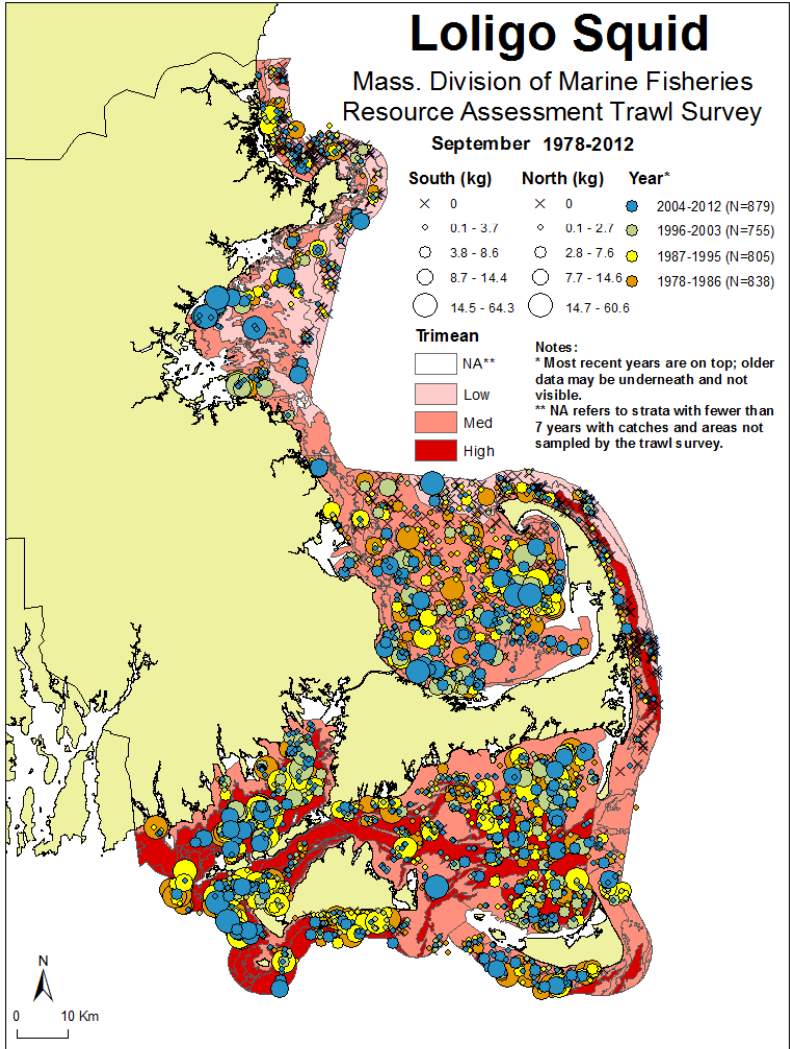 Loligo Squid
Mass. Division of Marine Fisheries
Resource Assessment Trawl Survey
September 1978-2012
South (kg) North (kg) Year*
0 0 2004-2012 (N=879)
0.1 - 3.7 0.1 - 2.7 1996-2003 (N=755)
3.8 - 8.6 2.8 - 7.6 1987-1995 (N=805)
8.7 - 14.4 7.7 - 14.6 1978-1986 (N=838)
14.5 - 64.3 14.7 - 60.6
Trimean
NA**
Low
Med
High
Notes:
* Most recent years are on top; older
data may be underneath and not
visible.
** NA refers to strata with fewer than
7 years with catches and areas not
sampled by the trawl survey.
N
0 10 Km